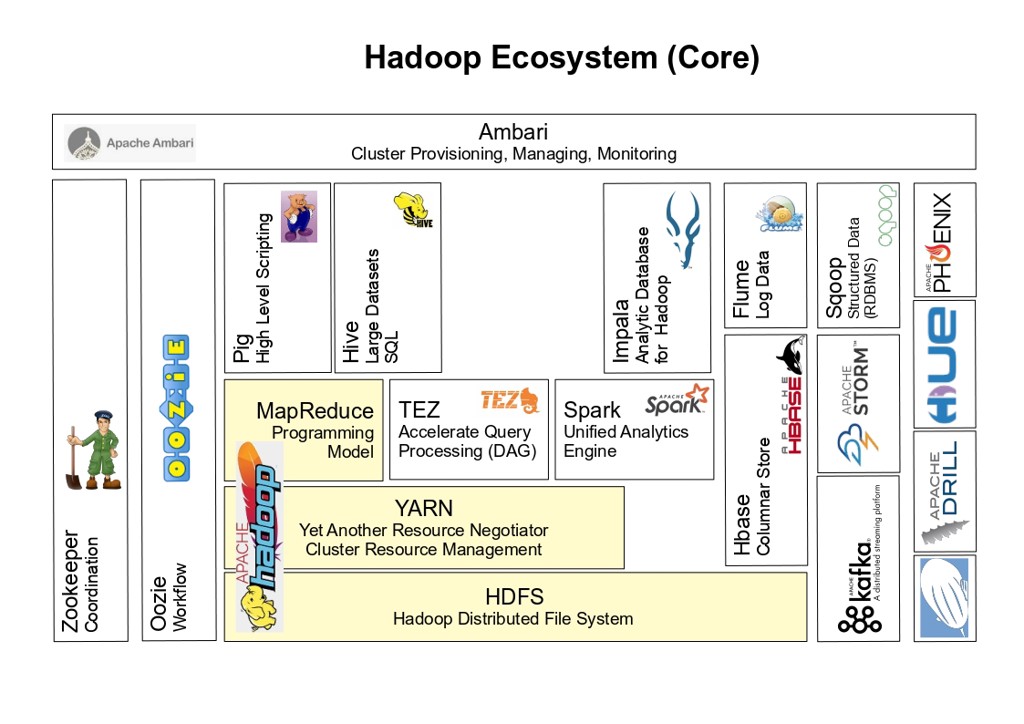 Hadoop Ecosystem (Core)
Apache Ambari
Ambari
Cluster Provisioning, Managing, Monitoring
Zookeeper
Coordination
OOZIE
Oozie
Workflow
Pig
High Level Scripting
HIVE
Hive
Large Datasets
SQL
Impala
Analytic Database
for Hadoop
flume
Flume
Log Data
sqoop
Sqoop
Structured Data
(RDBMS)
APACHE
PHOENIX
MapReduce
Programming
Model
TEZ
TEZ
Accelerate Query
Processing (DAG)
APACHE
Spark™
Spark
Unified Analytics
Engine
APACHE
HBASE
Hbase
Columnar Store
APACHE
STORM™
HUE
APACHE
hadoop
YARN
Yet Another Resource Negotiator
Cluster Resource Management
APACHE
DRILL
HDFS
Hadoop Distributed File System
APACHE
kafka®
A distributed streaming platform